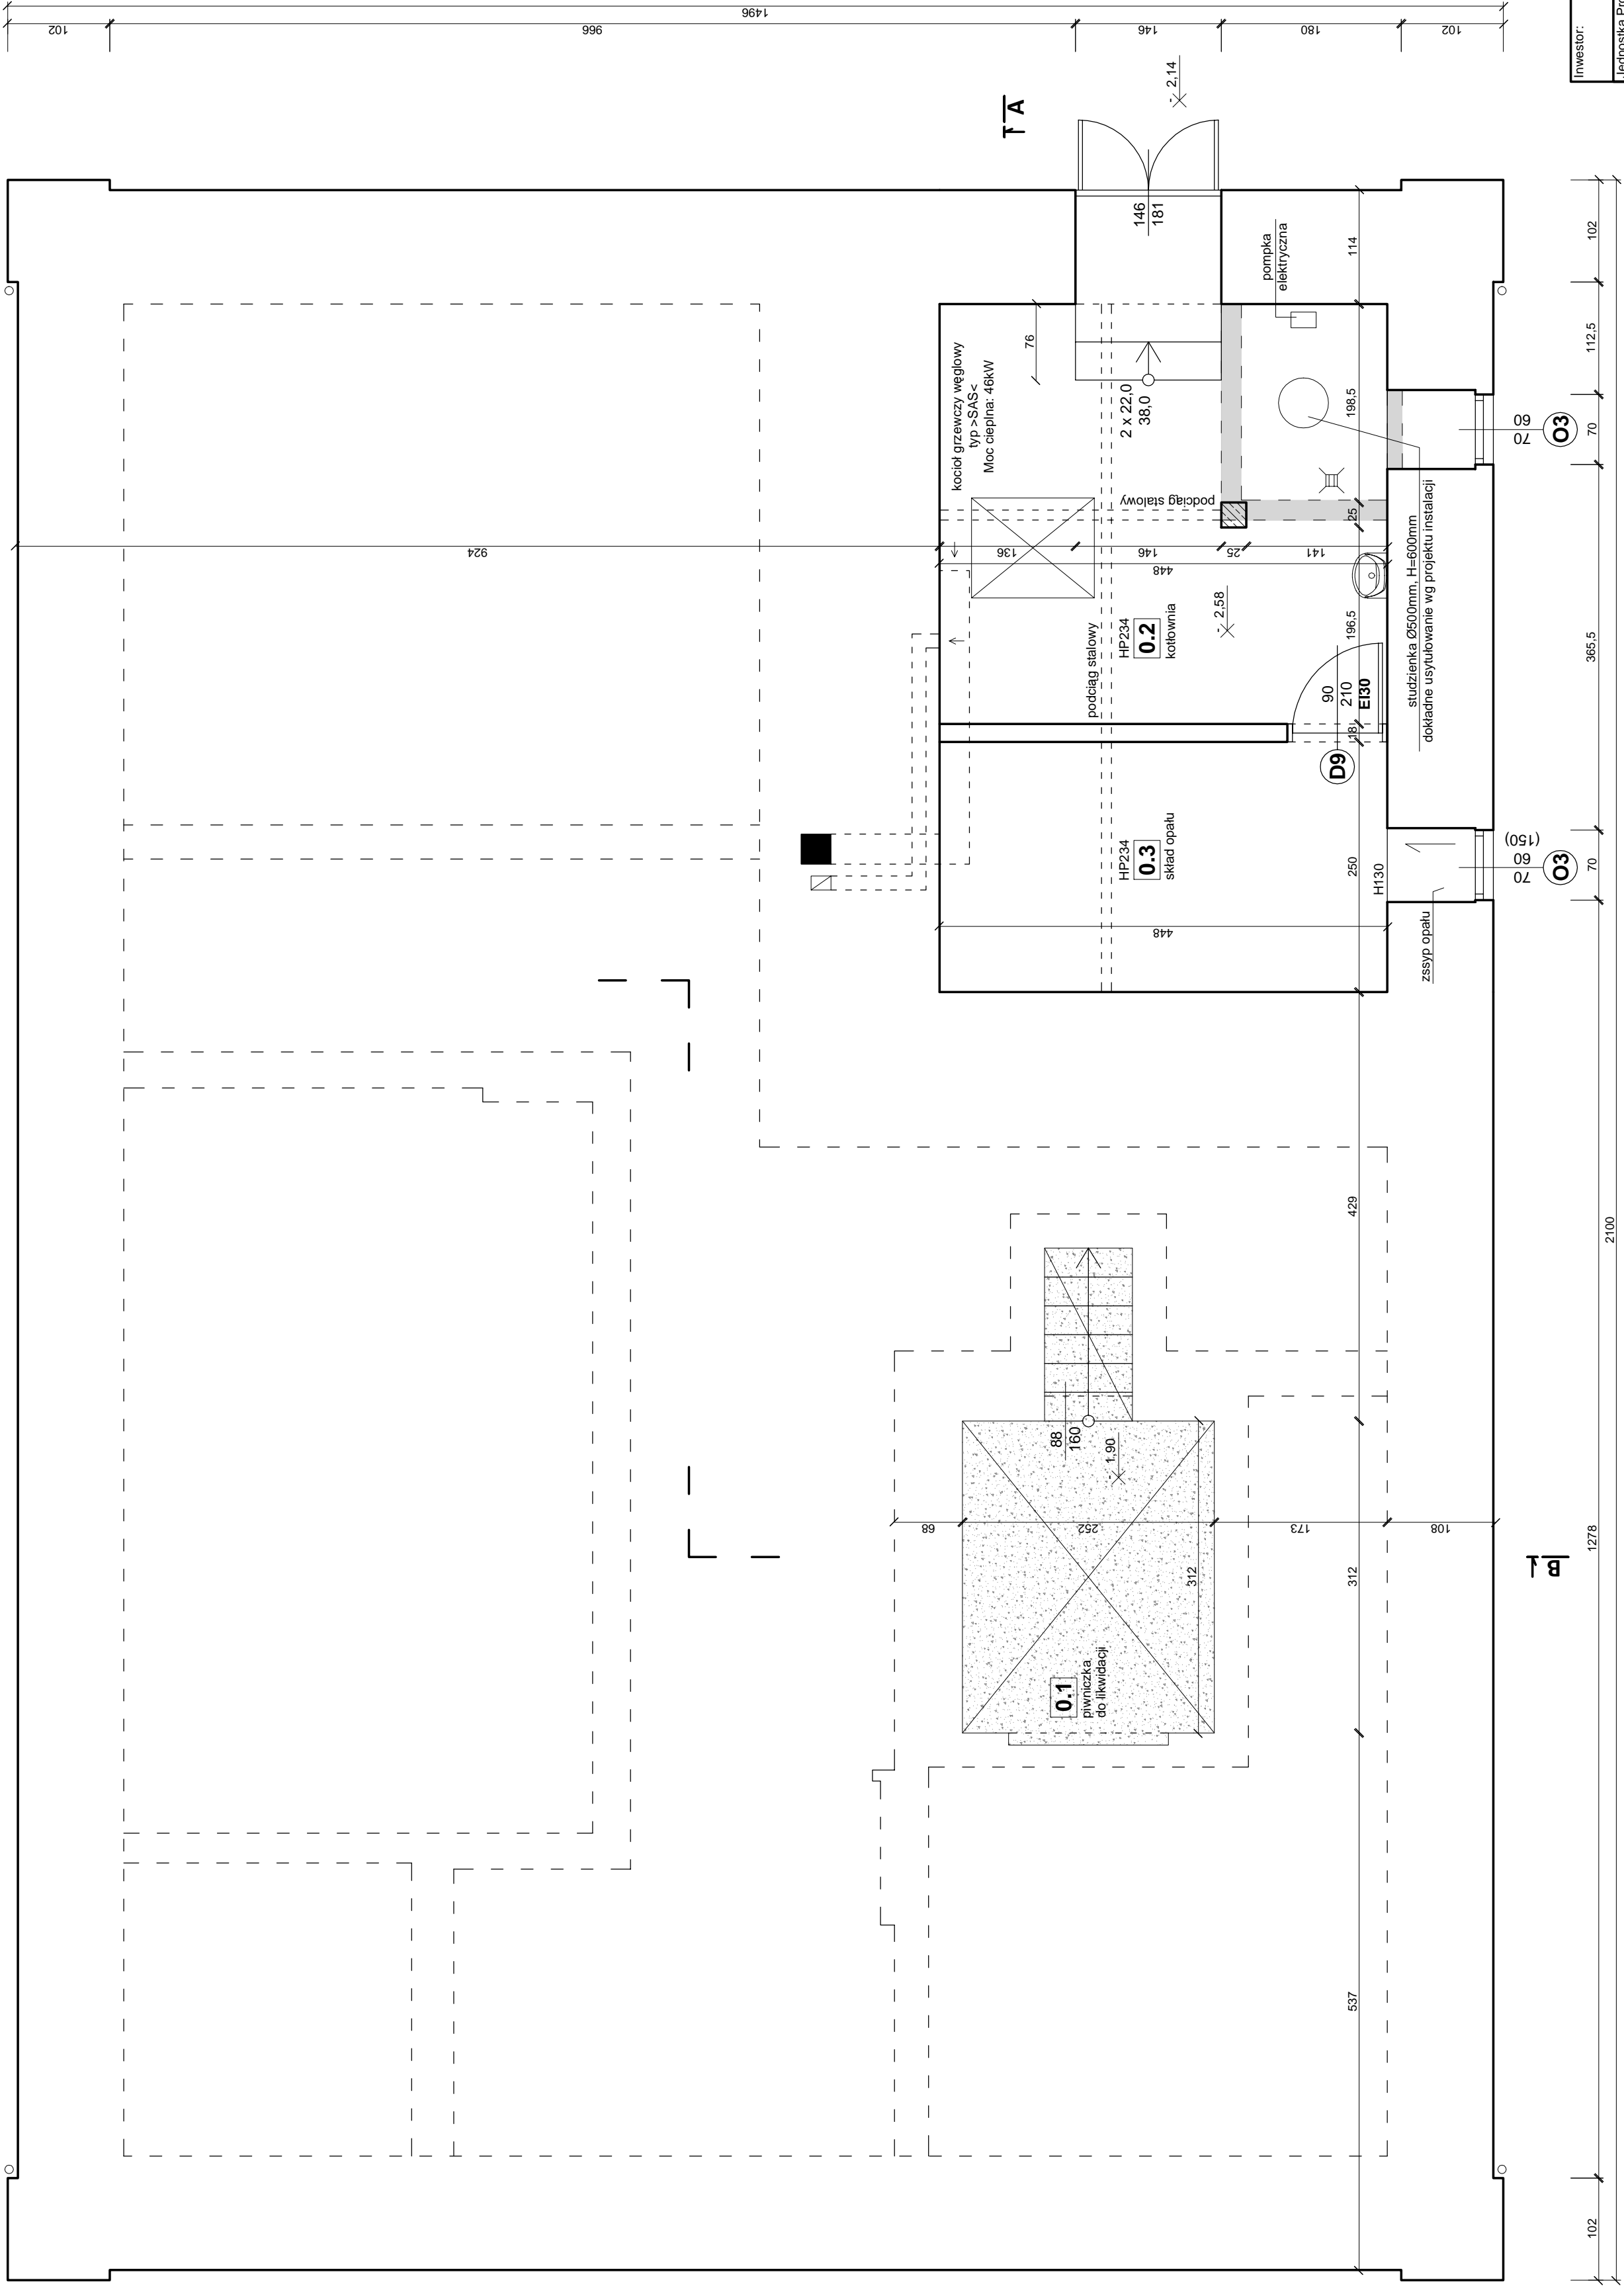 1496
102
966
146
180
102
Inwestor:
A
- 2,14
146
181
pompka
elektryczna
114
102
76
kocioł grzewczy węglowy
typ >SAS<
Moc cieplna: 46kW
2 x 22,0
38,0
198,5
112,5
70
60
70
O3
podciąg stalowy
25
924
136
146
25
141
448
studzienka Ø500mm, H=600mm
dokładne usytułowanie wg projektu instalacji
- 2,58
HP234
0.2
kotłownia
podciąg stalowy
196,5
365,5
90
210
EI30
18
D9
HP234
0.3
skład opału
250
H130
448
zssyp opału
(150)
60
70
O3
70
429
2100
88
160
- 1,90
68
252
173
108
312
312
1278
B
0.1
piwniczka
do likwidacji
537
102